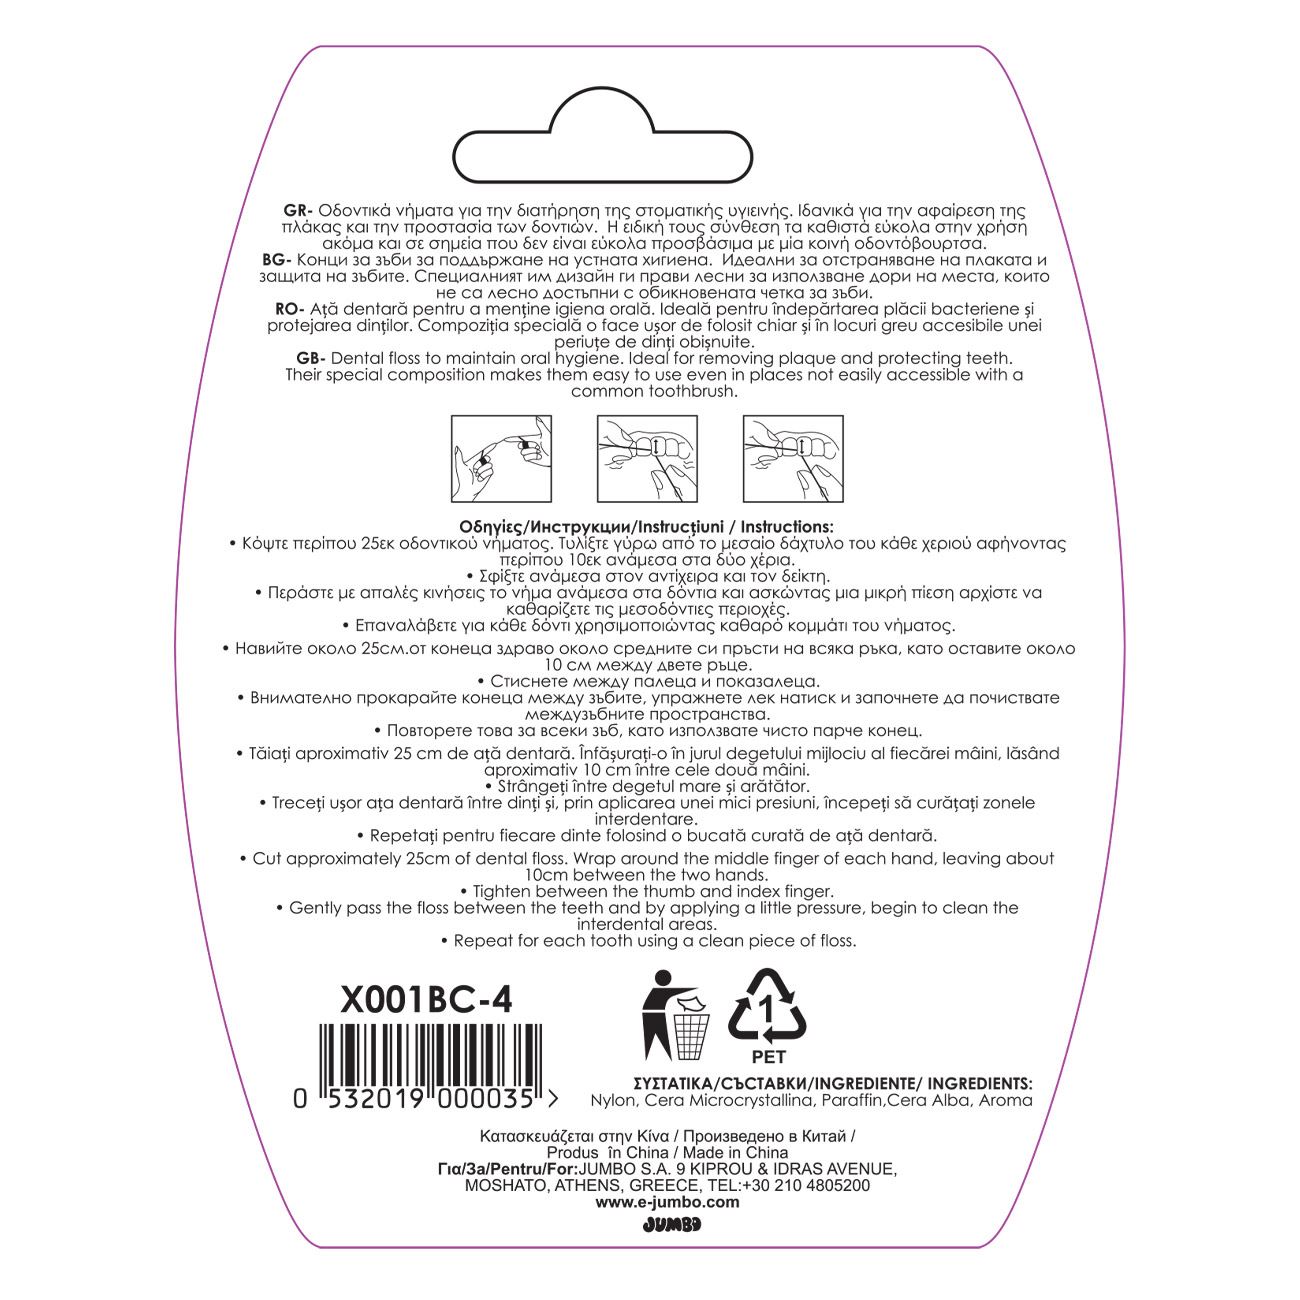 GR- Οδοντικά νήματα για την διατήρηση της στοματικής υγιεινής. Ιδανικά για την αφαίρεση της
πλάκας και την προστασία των δοντιών. Η ειδική τους σύνθεση τα καθιστά εύκολα στην χρήση
ακόμα και σε σημεία που δεν είναι εύκολα προσβάσιμα με μία κοινή οδοντόβουρτσα.
BG- Конци за зъби за поддържане на устната хигиена. Идеални за отстраняване на плаката и
защита на зъбите. Специалният им дизайн ги прави лесни за използване дори на места, които
не са лесно достъпни с обикновената четка за зъби.
RO- Ață dentară pentru a menține igiena orală. Ideală pentru îndepărtarea plăcii bacteriene și
protejarea dinților. Compoziția specială o face ușor de folosit chiar și în locuri greu accesibile unei
periuțe de dinți obișnuite.
GB- Dental floss to maintain oral hygiene. Ideal for removing plaque and protecting teeth.
Their special composition makes them easy to use even in places not easily accessible with a
common toothbrush.
Οδηγίες/Инструкции/Instrucțiuni / Instructions:
• Κόψτε περίπου 25εκ οδοντικού νήματος. Τυλίξτε γύρω από το μεσαίο δάχτυλο του κάθε χεριού αφήνοντας
περίπου 10εκ ανάμεσα στα δύο χέρια.
• Σφίξτε ανάμεσα στον αντίχειρα και τον δείκτη.
• Περάστε με απαλές κινήσεις το νήμα ανάμεσα στα δόντια και ασκώντας μια μικρή πίεση αρχίστε να
καθαρίζετε τις μεσοδόντιες περιοχές.
• Επαναλάβετε για κάθε δόντι χρησιμοποιώντας καθαρό κομμάτι του νήματος.
• Навийте около 25см.от конеца здраво около средните си пръсти на всяка ръка, като оставите около
10 см между двете ръце.
• Стиснете между палеца и показалеца.
• Внимателно прокарайте конеца между зъбите, упражнете лек натиск и започнете да почиствате
междузъбните пространства.
• Повторете това за всеки зъб, като използвате чисто парче конец.
• Tăiați aproximativ 25 cm de ață dentară. Înfășurați-o în jurul degetului mijlociu al fiecărei mâini, lăsând
aproximativ 10 cm între cele două mâini.
• Strângeți între degetul mare și arătător.
• Treceți ușor ața dentară între dinți și, prin aplicarea unei mici presiuni, începeți să curățați zonele
interdentare.
• Repetați pentru fiecare dinte folosind o bucată curată de ață dentară.
• Cut approximately 25cm of dental floss. Wrap around the middle finger of each hand, leaving about
10cm between the two hands.
• Tighten between the thumb and index finger.
• Gently pass the floss between the teeth and by applying a little pressure, begin to clean the
interdental areas.
• Repeat for each tooth using a clean piece of floss.
X001BC-4
0 532019 000035 >
1
PET
ΣΥΣΤΑΤΙΚΑ/СЪСТАВКИ/INGREDIENTE/ INGREDIENTS:
Nylon, Cera Microcrystallina, Paraffin,Cera Alba, Aroma
Κατασκευάζεται στην Κίνα / Произведено в Китай /
Produs în China / Made in China
Για/За/Pentru/For:JUMBO S.A. 9 KIPROU & IDRAS AVENUE,
MOSHATO, ATHENS, GREECE, TEL:+30 210 4805200
www.e-jumbo.com
JUMBO